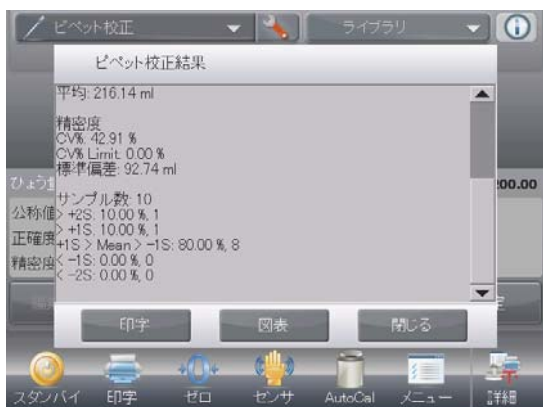 ピペット校正
ライブラリ
ピペット校正結果
平均: 216.14 ml
精密度
CV%: 42.91 %
CV% Limit: 0.00 %
標準偏差: 92.74 ml
サンプル数: 10
> +2S: 10.00 %, 1
> +1S: 10.00 %, 1
+1S > Mean > -1S: 80.00 %, 8
< -1S: 0.00 %, 0
< -2S: 0.00 %, 0
ひょう
200.00
公称値
正確度
精密度
印字
図表
閉じる
スタンバイ
印字
ゼロ
センサ
AutoCal
メニュー
詳細